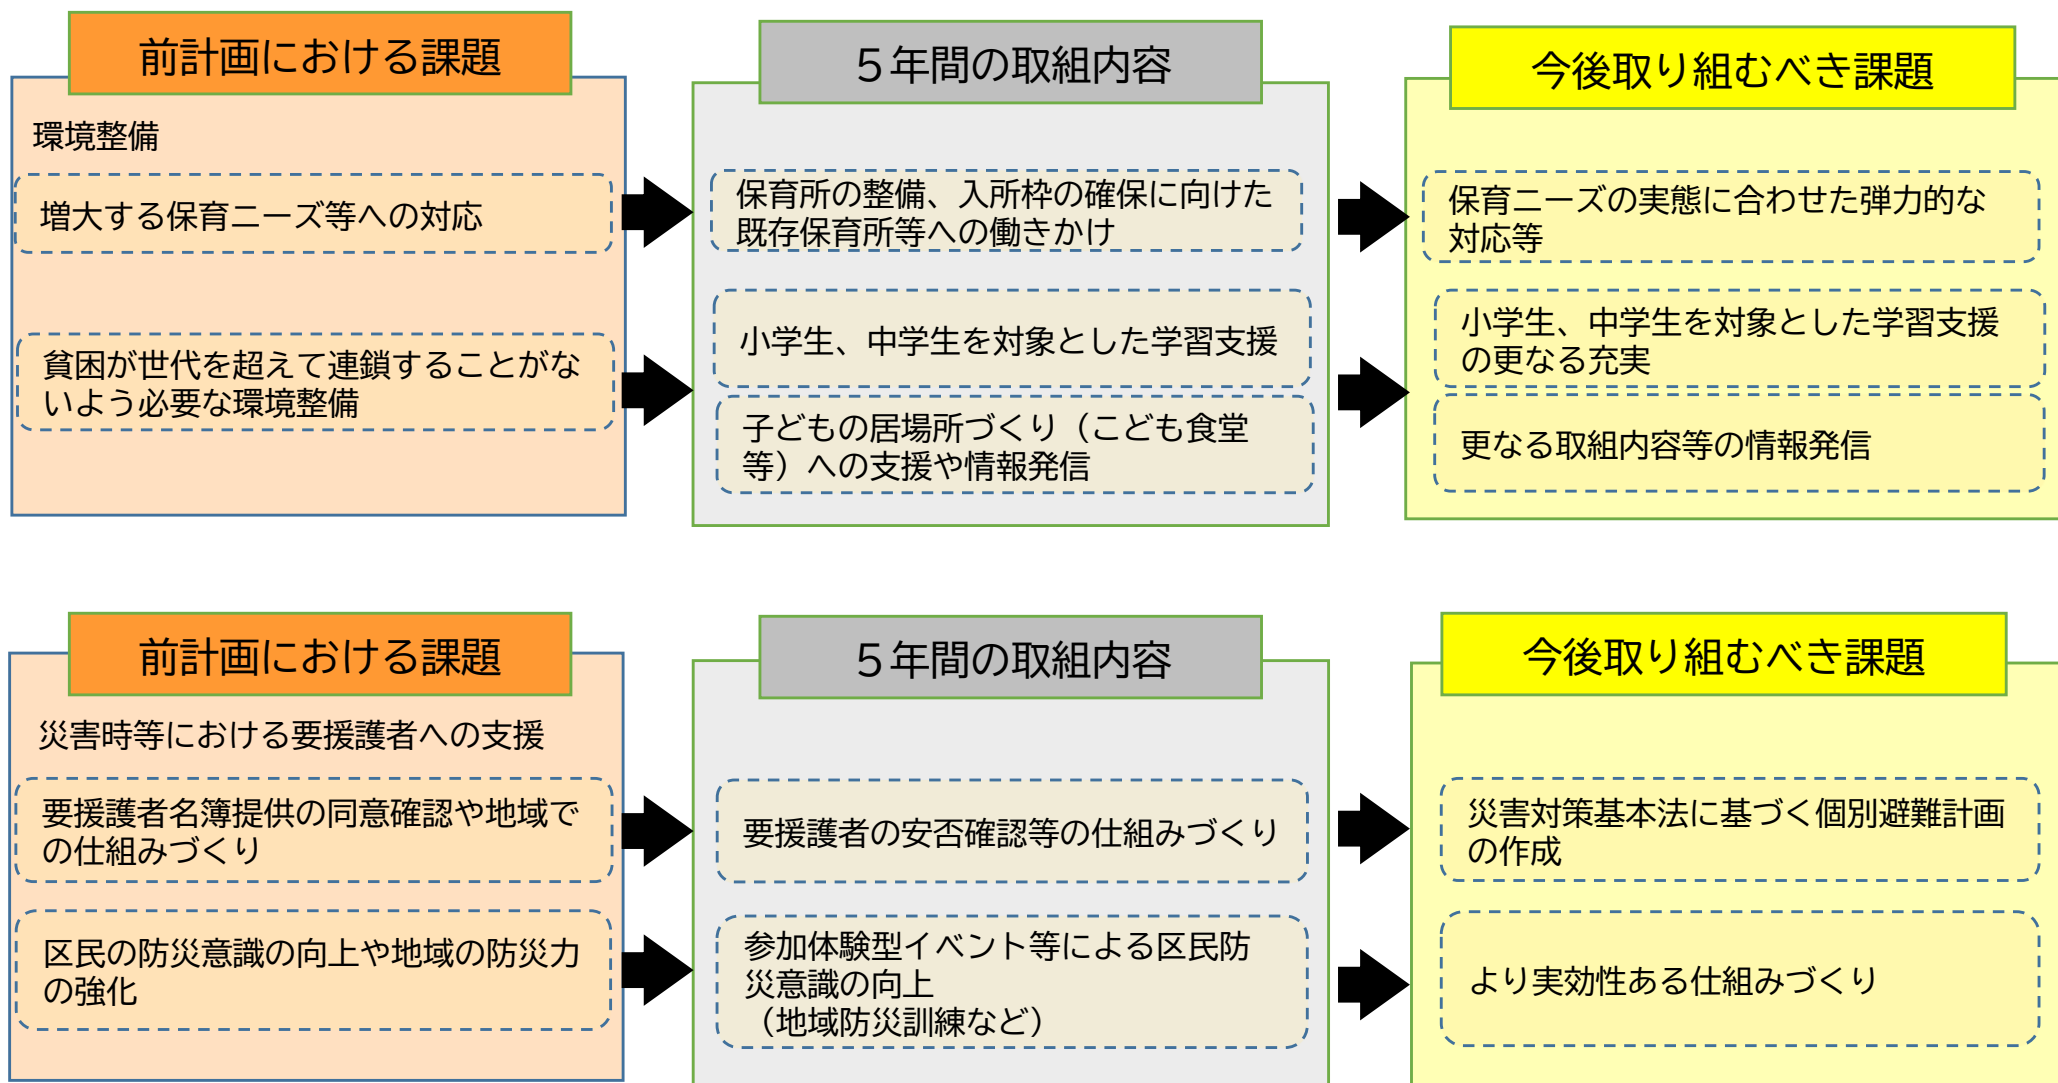 前計画における課題
環境整備
増大する保育ニーズ等への対応
貧困が世代を超えて連鎖することがな
いよう必要な環境整備
５年間の取組内容
保育所の整備、入所枠の確保に向けた
既存保育所等への働きかけ
小学生、中学生を対象とした学習支援
子どもの居場所づくり（こども食堂
等）への支援や情報発信
今後取り組むべき課題
保育ニーズの実態に合わせた弾力的な
対応等
小学生、中学生を対象とした学習支援
の更なる充実
更なる取組内容等の情報発信
前計画における課題
災害時等における要援護者への支援
要援護者名簿提供の同意確認や地域で
の仕組みづくり
区民の防災意識の向上や地域の防災力
の強化
５年間の取組内容
要援護者の安否確認等の仕組みづくり
参加体験型イベント等による区民防
災意識の向上
（地域防災訓練など）
今後取り組むべき課題
災害対策基本法に基づく個別避難計画
の作成
より実効性ある仕組みづくり